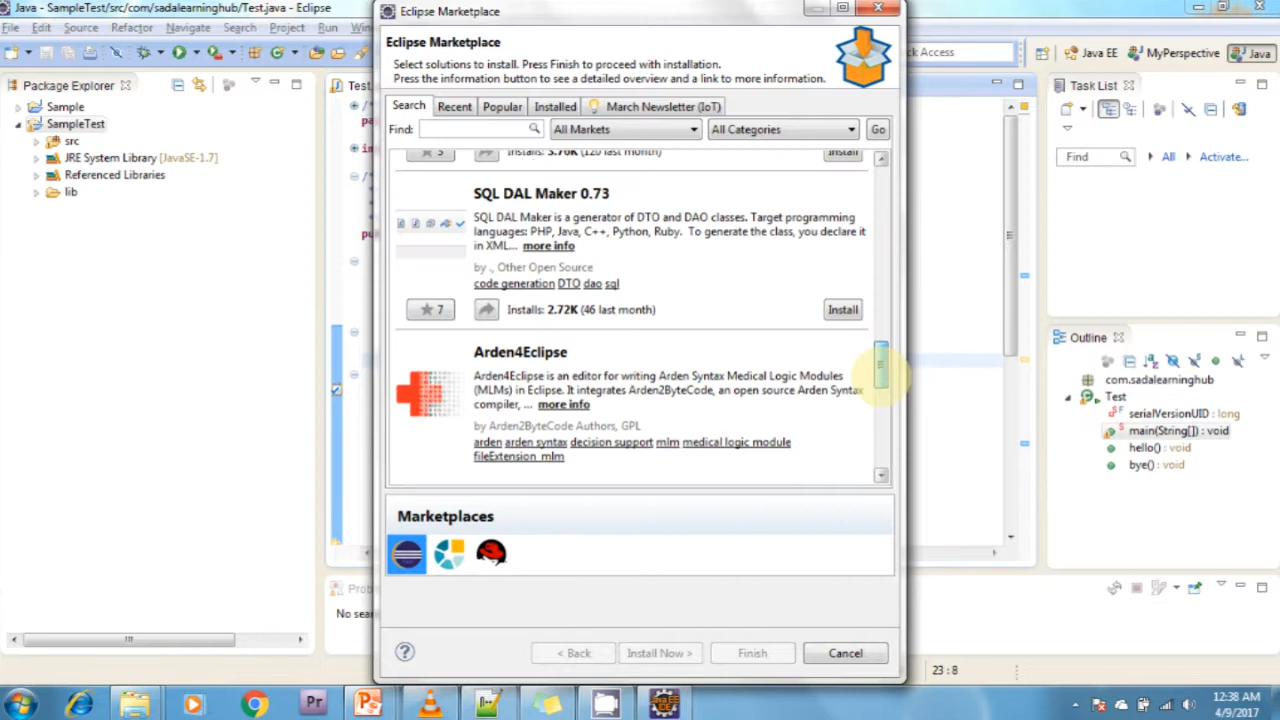 Java - SampleTest/src/com/sadalearninghub/Test.java - Eclipse
Eclipse Marketplace
File Edit Source Refactor Navigate Search Project Run
Access
Java EE
MyPerspective
Java
Eclipse Marketplace
Select solutions to install. Press Finish to proceed with installation.
Press the information button to see a detailed overview and a link to more information.
Package Explorer
Task List
Search Recent Popular Installed March Newsletter (IoT)
Find:
All Markets
All Categories
Go
Sample
SampleTest
src
JRE System Library [JavaSE-1.7]
Referenced Libraries
lib
Find
All
Activate...
Installs: 3.70K (120 last month)
Install
SQL DAL Maker 0.73
SQL DAL Maker is a generator of DTO and DAO classes. Target programming
languages: PHP, Java, C++, Python, Ruby. To generate the class, you declare it
in XML... more info
by ., Other Open Source
code generation DTO dao sql
7
Installs: 2.72K (46 last month)
Install
Arden4Eclipse
Arden4Eclipse is an editor for writing Arden Syntax Medical Logic Modules
(MLMs) in Eclipse. It integrates Arden2ByteCode, an open source Arden Syntax
compiler, ... more info
by Arden2ByteCode Authors, GPL
arden arden syntax decision support mlm medical logic module
fileExtension_mlm
Outline
com.sadalearninghub
Test
serialVersionUID : long
main(String[]) : void
hello() : void
bye() : void
Marketplaces
< Back
Install Now >
Finish
Cancel
23 : 8
12:38 AM
4/9/2017